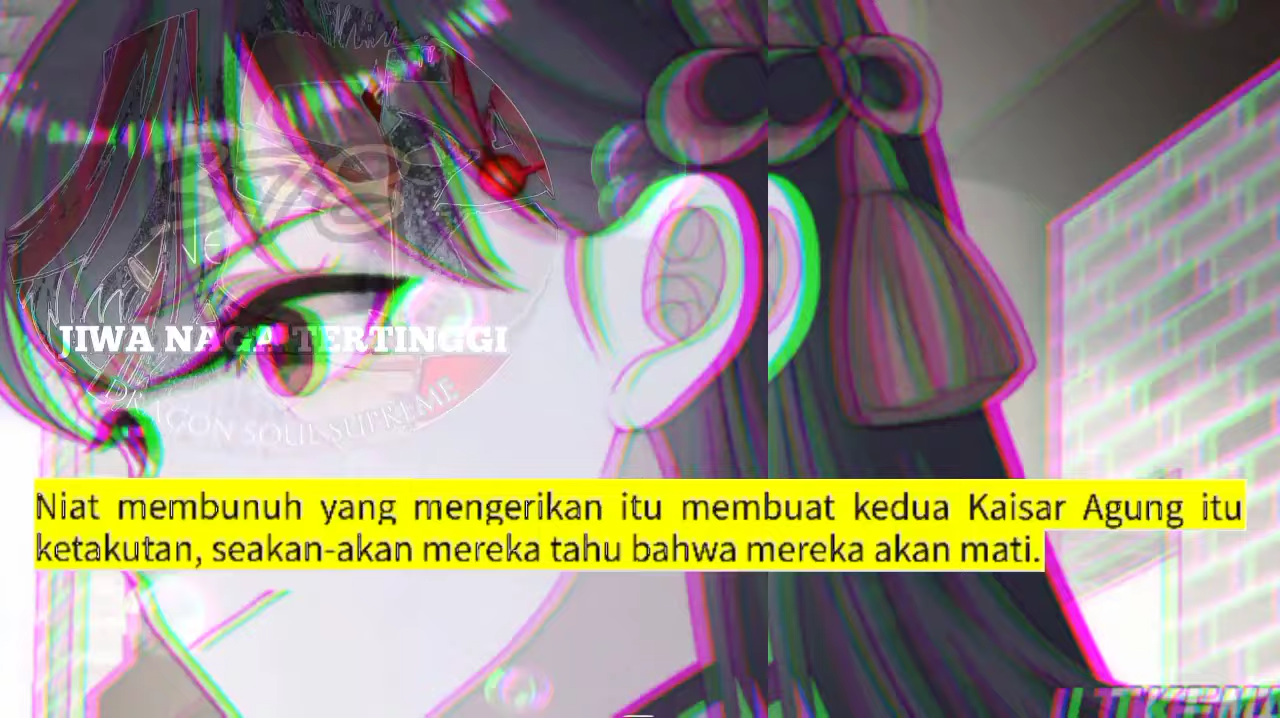 JIWA NAGA TERTINGGI
DRAGON SOUL SUPREME
Niat membunuh yang mengerikan itu membuat kedua Kaisar Agung itu
ketakutan, seakan-akan mereka tahu bahwa mereka akan mati.